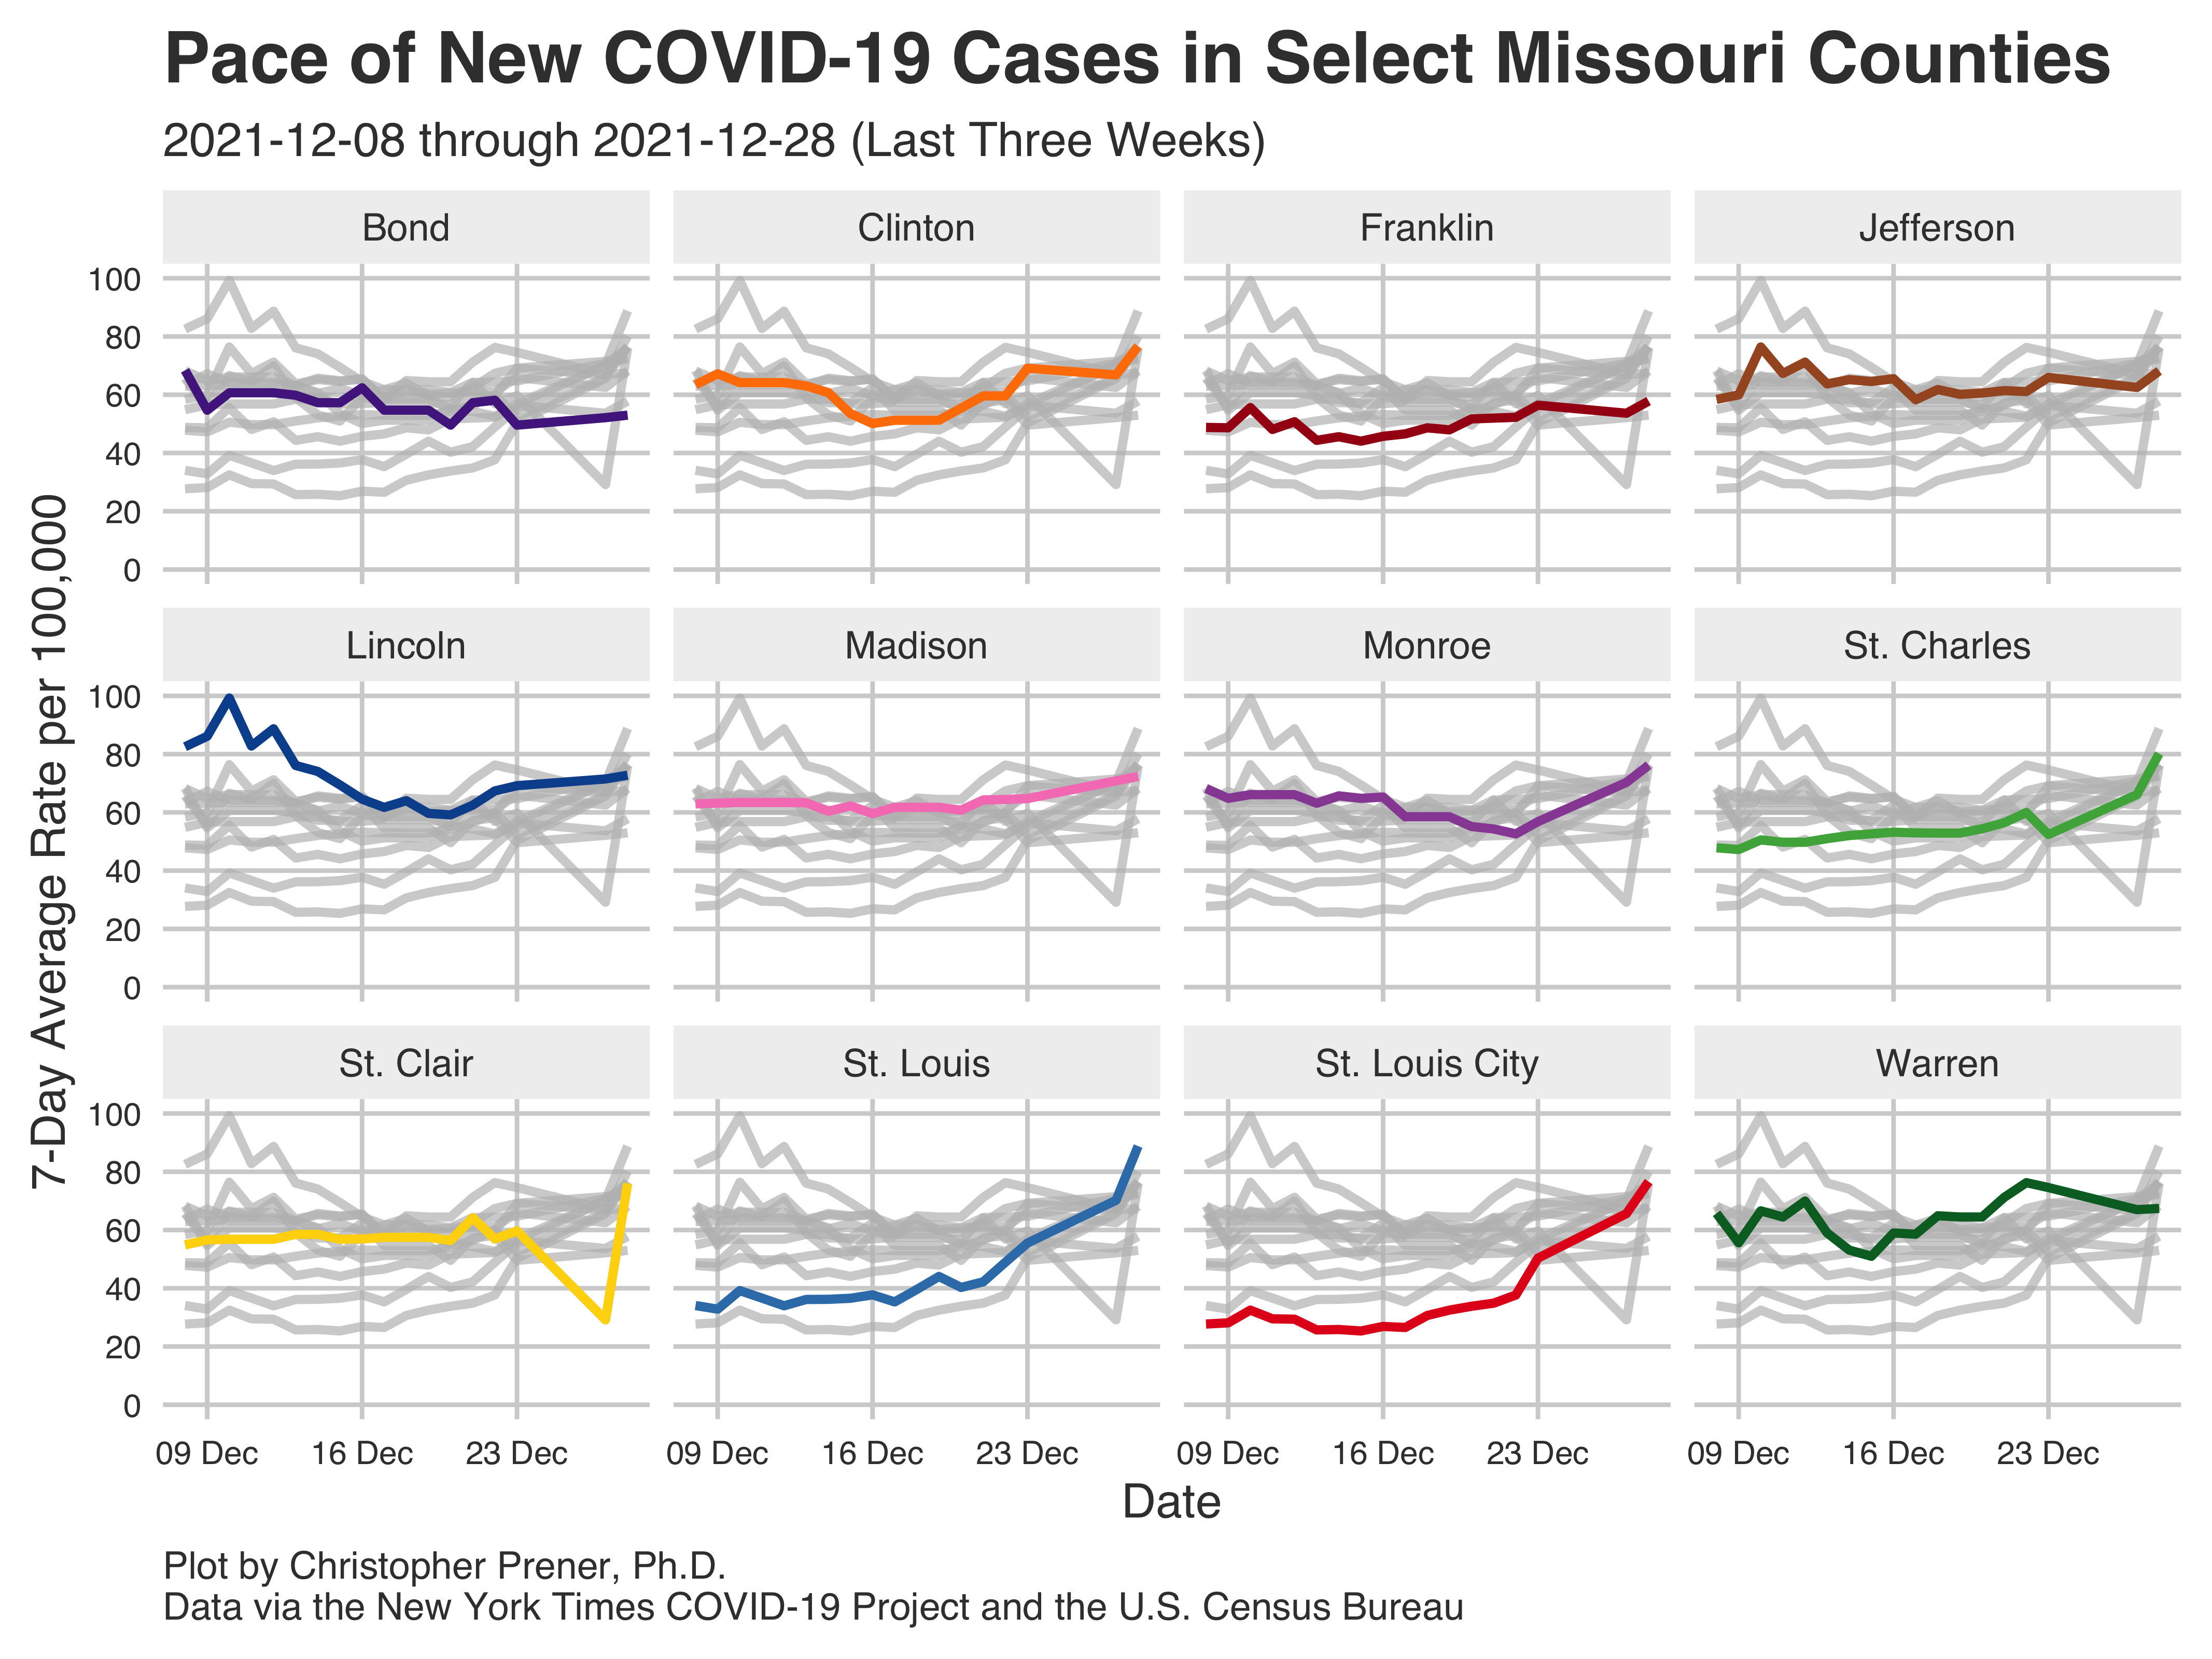 Pace of New COVID-19 Cases in Select Missouri Counties
2021-12-08 through 2021-12-28 (Last Three Weeks)
Bond
Clinton
Franklin
Jefferson
100
80
60
40
20
0
Lincoln
Madison
Monroe
St. Charles
100
80
60
40
20
0
7-Day Average Rate per 100,000
St. Clair
St. Louis
St. Louis City
Warren
100
80
60
40
20
0
09 Dec 16 Dec 23 Dec
09 Dec 16 Dec 23 Dec
09 Dec 16 Dec 23 Dec
09 Dec 16 Dec 23 Dec
Date
Plot by Christopher Prener, Ph.D.
Data via the New York Times COVID-19 Project and the U.S. Census Bureau